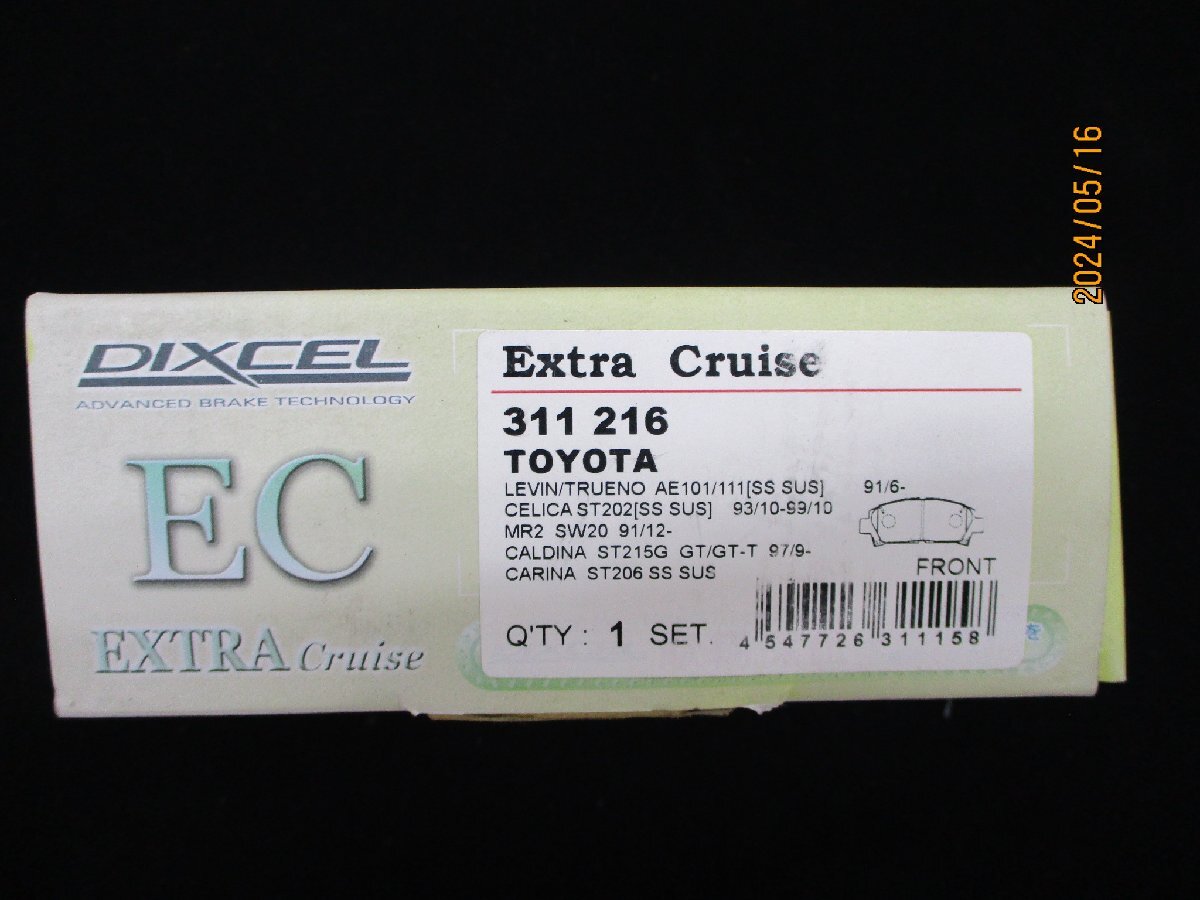 2024/05/16
DIXCEL
ADVANCED BRAKE TECHNOLOGY
EC
EXTRA Cruise
Extra Cruise
311 216
TOYOTA
LEVIN/TRUENO AE101/111[SS SUS] 91/6-
CELICA ST202[SS SUS] 93/10-99/10
MR2 SW20 91/12-
CALDINA ST215G GT/GT-T 97/9-
CARINA ST206 SS SUS
FRONT
Q'TY : 1 SET.
4 547726 311158
を